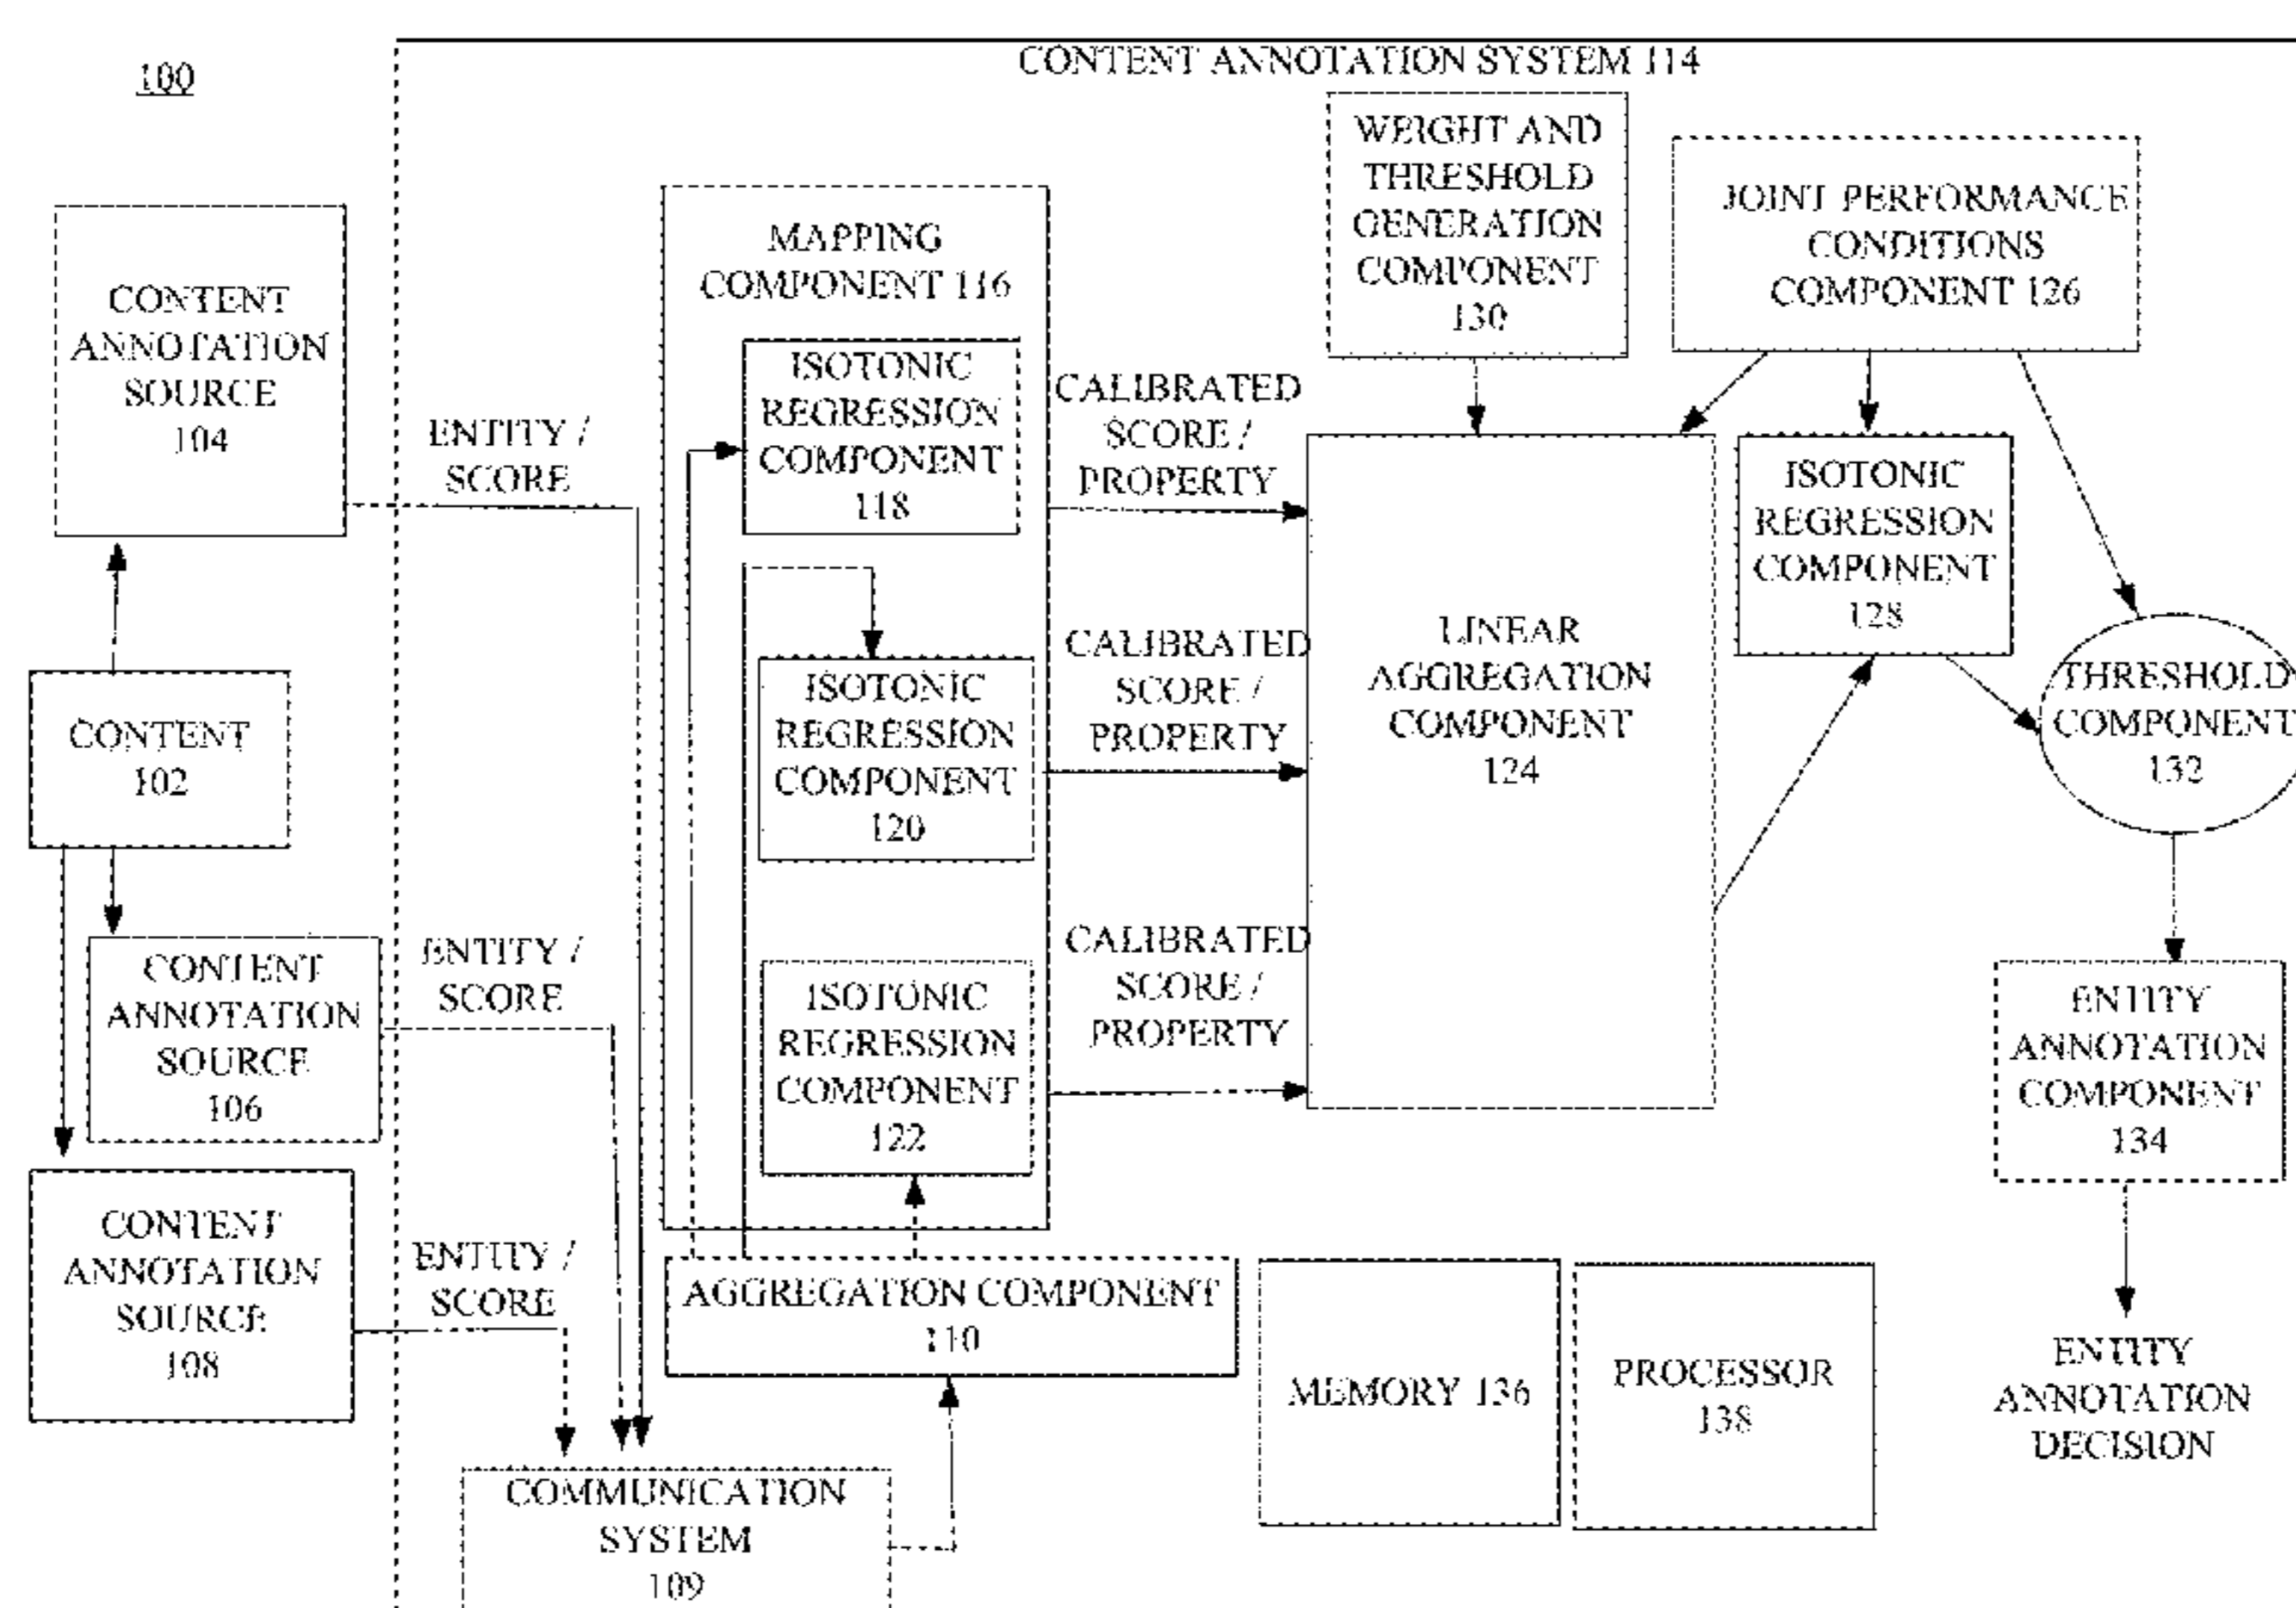 100
CONTENT ANNOTATION SYSTEM 114
CONTENT
ANNOTATION
SOURCE
104
CONTENT
102
CONTENT
ANNOTATION
SOURCE
106
CONTENT
ANNOTATION
SOURCE
108
ENTITY /
SCORE
ENTITY /
SCORE
ENTITY /
SCORE
COMMUNICATION
SYSTEM
109
AGGREGATION COMPONENT
110
MAPPING
COMPONENT 116
ISOTONIC
REGRESSION
COMPONENT
118
ISOTONIC
REGRESSION
COMPONENT
120
ISOTONIC
REGRESSION
COMPONENT
122
CALIBRATED
SCORE /
PROPERTY
CALIBRATED
SCORE /
PROPERTY
CALIBRATED
SCORE /
PROPERTY
WEIGHT AND
THRESHOLD
GENERATION
COMPONENT
130
JOINT PERFORMANCE
CONDITIONS
COMPONENT 126
LINEAR
AGGREGATION
COMPONENT
124
ISOTONIC
REGRESSION
COMPONENT
128
THRESHOLD
COMPONENT
132
ENTITY
ANNOTATION
COMPONENT
134
ENTITY
ANNOTATION
DECISION
MEMORY 136
PROCESSOR
138